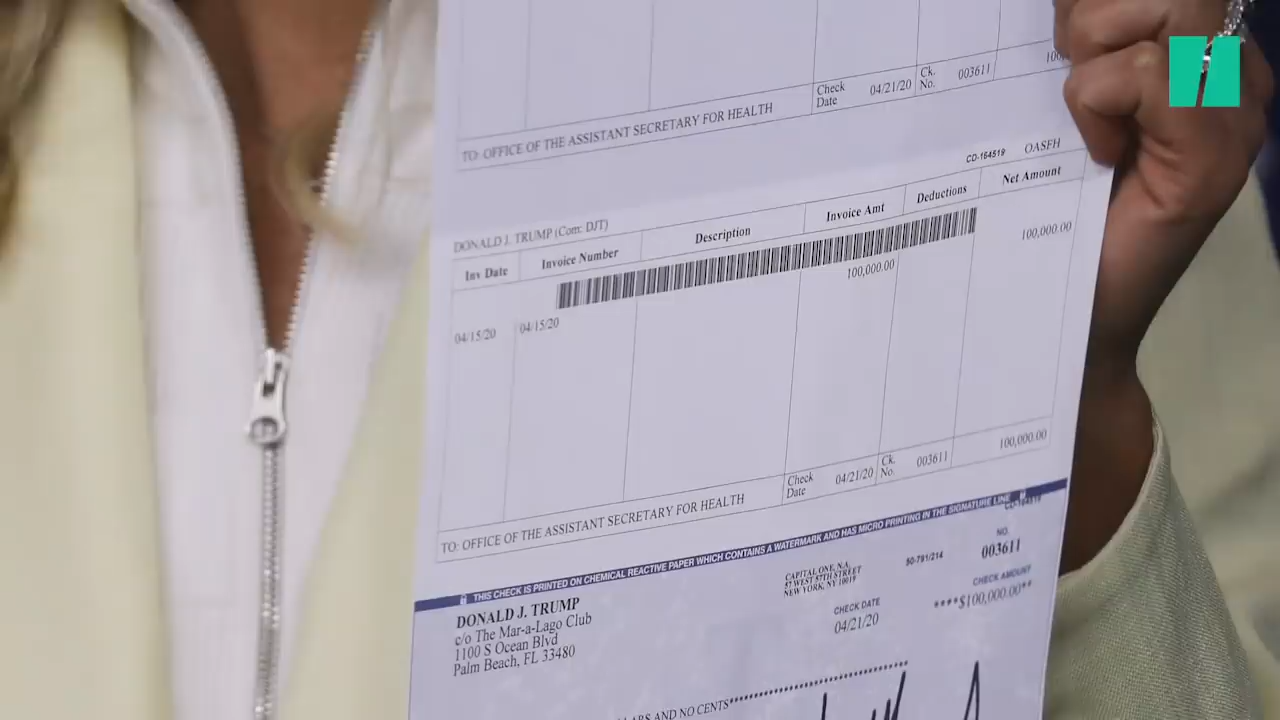 100,
Check Date 04/21/20 Ck. No. 003611
TO: OFFICE OF THE ASSISTANT SECRETARY FOR HEALTH
CD-164519 OASFH
DONALD J. TRUMP (Com: DJT)
Inv Date Invoice Number Description Invoice Amt Deductions Net Amount
04/15/20 04/15/20 100,000.00 100,000.00
Check Date 04/21/20 Ck. No. 003611 100,000.00
TO: OFFICE OF THE ASSISTANT SECRETARY FOR HEALTH
THIS CHECK IS PRINTED ON CHEMICAL REACTIVE PAPER WHICH CONTAINS A WATERMARK AND HAS MICRO PRINTING IN THE SIGNATURE LINE
CD-164519
DONALD J. TRUMP
c/o The Mar-a-Lago Club
1100 S Ocean Blvd
Palm Beach, FL 33480
CAPITAL ONE, N.A.
57 WEST 57TH STREET
NEW YORK, NY 10019
50-791/214
NO.
003611
CHECK DATE
04/21/20
CHECK AMOUNT
****$100,000.00**
ARS AND NO CENTS